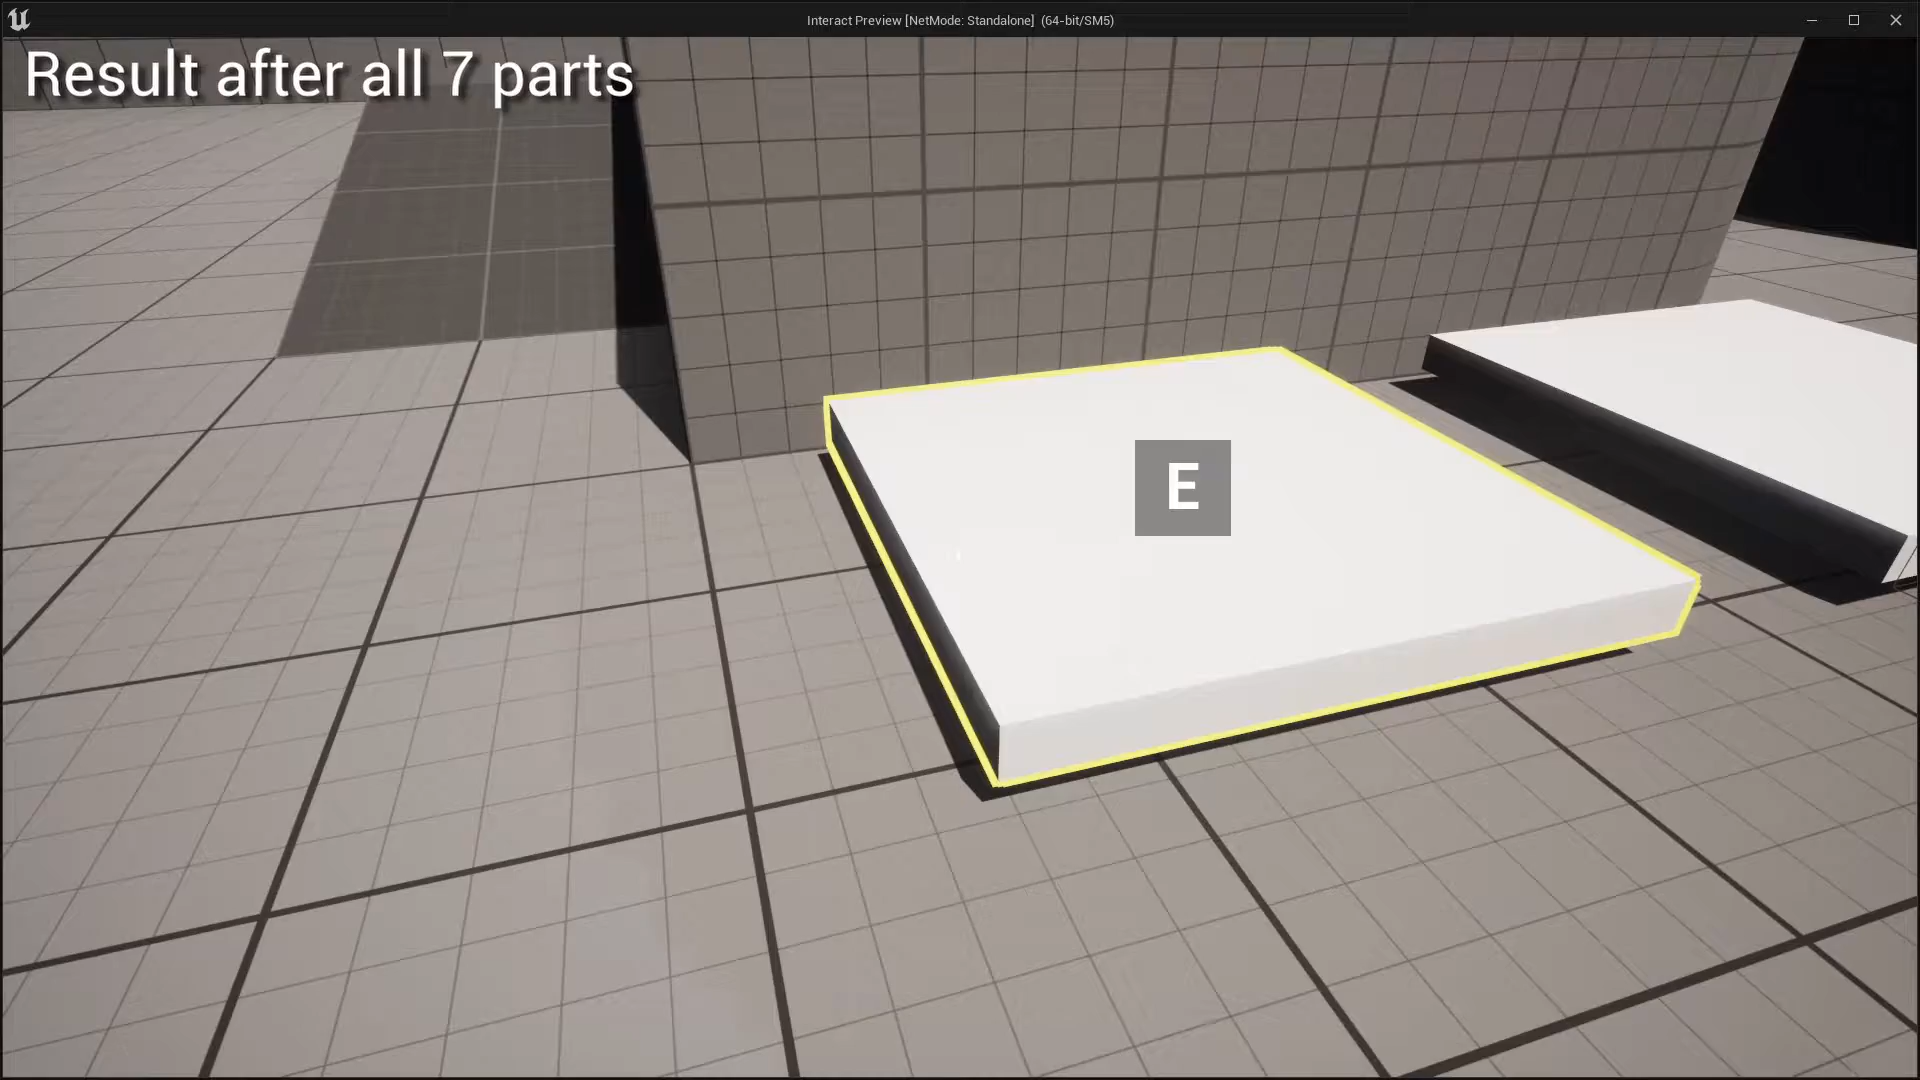 Interact Preview [NetMode: Standalone] (64-bit/SM5)
Result after all 7 parts
E